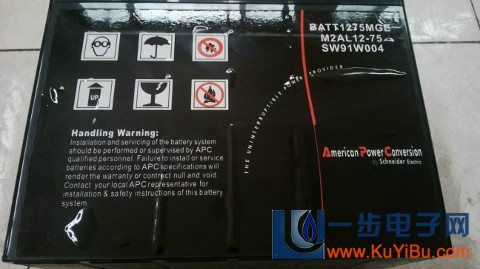 BATT1275MGE
M2AL12-75
SW91W004
UP
THE UNINTERRUPTIBLE POWER PROVIDER
Handling Warning:
Installation and servicing of the battery system
should be performed or supervised by APC
qualified personnel. Failure to install or service
batteries according to APC specifications
will render the warranty or contract null and void.
Contact your local APC representative for
installation & safety instructions of this battery
system.
American Power Conversion
by Schneider Electric
一步电子网
www.KuYiBu.com